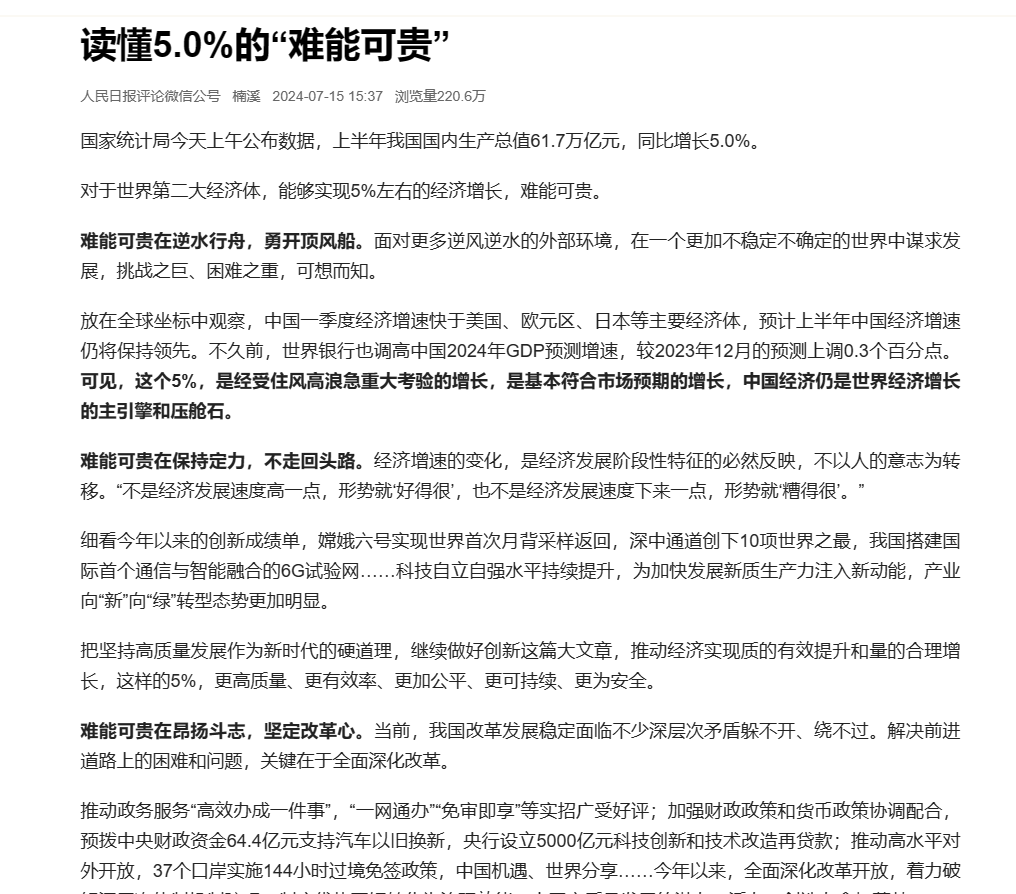 读懂5.0%的“难能可贵”
人民日报评论微信公号 楠溪 2024-07-15 15:37 浏览量220.6万
国家统计局今天上午公布数据，上半年我国国内生产总值61.7万亿元，同比增长5.0%。
对于世界第二大经济体，能够实现5%左右的经济增长，难能可贵。
难能可贵在逆水行舟，勇开顶风船。面对更多逆风逆水的外部环境，在一个更加不稳定不确定的世界中谋求发
展，挑战之巨、困难之重，可想而知。
放在全球坐标中观察，中国一季度经济增速快于美国、欧元区、日本等主要经济体，预计上半年中国经济增速
仍将保持领先。不久前，世界银行也调高中国2024年GDP预测增速，较2023年12月的预测上调0.3个百分点。
可见，这个5%，是经受住风高浪急重大考验的增长，是基本符合市场预期的增长，中国经济仍是世界经济增长
的主引擎和压舱石。
难能可贵在保持定力，不走回头路。经济增速的变化，是经济发展阶段性特征的必然反映，不以人的意志为转
移。“不是经济发展速度高一点，形势就‘好得很’，也不是经济发展速度下来一点，形势就‘糟得很’。”
细看今年以来的创新成绩单，嫦娥六号实现世界首次月背采样返回，深中通道创下10项世界之最，我国搭建国
际首个通信与智能融合的6G试验网……科技自立自强水平持续提升，为加快发展新质生产力注入新动能，产业
向“新”向“绿”转型态势更加明显。
把坚持高质量发展作为新时代的硬道理，继续做好创新这篇大文章，推动经济实现质的有效提升和量的合理增
长，这样的5%，更高质量、更有效率、更加公平、更可持续、更为安全。
难能可贵在昂扬斗志，坚定改革心。当前，我国改革发展稳定面临不少深层次矛盾躲不开、绕不过。解决前进
道路上的困难和问题，关键在于全面深化改革。
推动政务服务“高效办成一件事”，“一网通办”“免审即享”等实招广受好评；加强财政政策和货币政策协调配合，
预拨中央财政资金64.4亿元支持汽车以旧换新，央行设立5000亿元科技创新和技术改造再贷款；推动高水平对
外开放，37个口岸实施144小时过境免签政策，中国机遇、世界分享……今年以来，全面深化改革开放，着力破